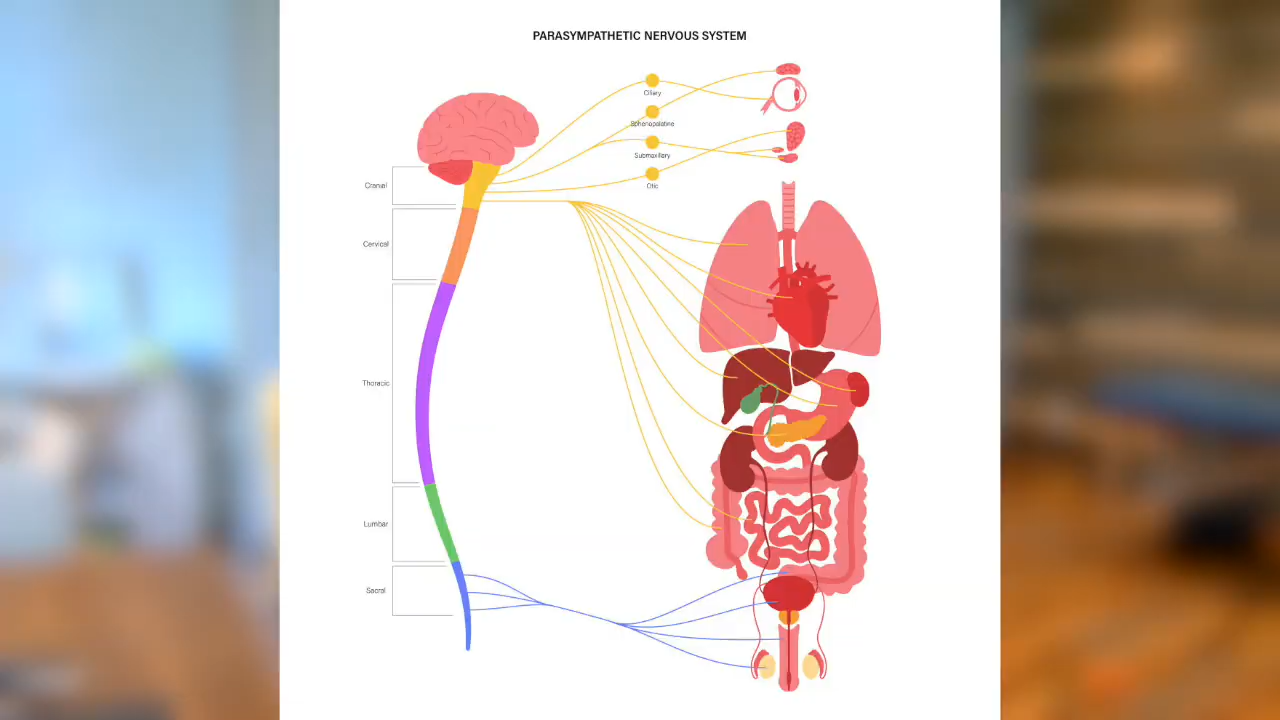 PARASYMPATHETIC NERVOUS SYSTEM
Ciliary
Sphenopalatine
Submaxillary
Otic
Cranial
Cervical
Thoracic
Lumbar
Sacral